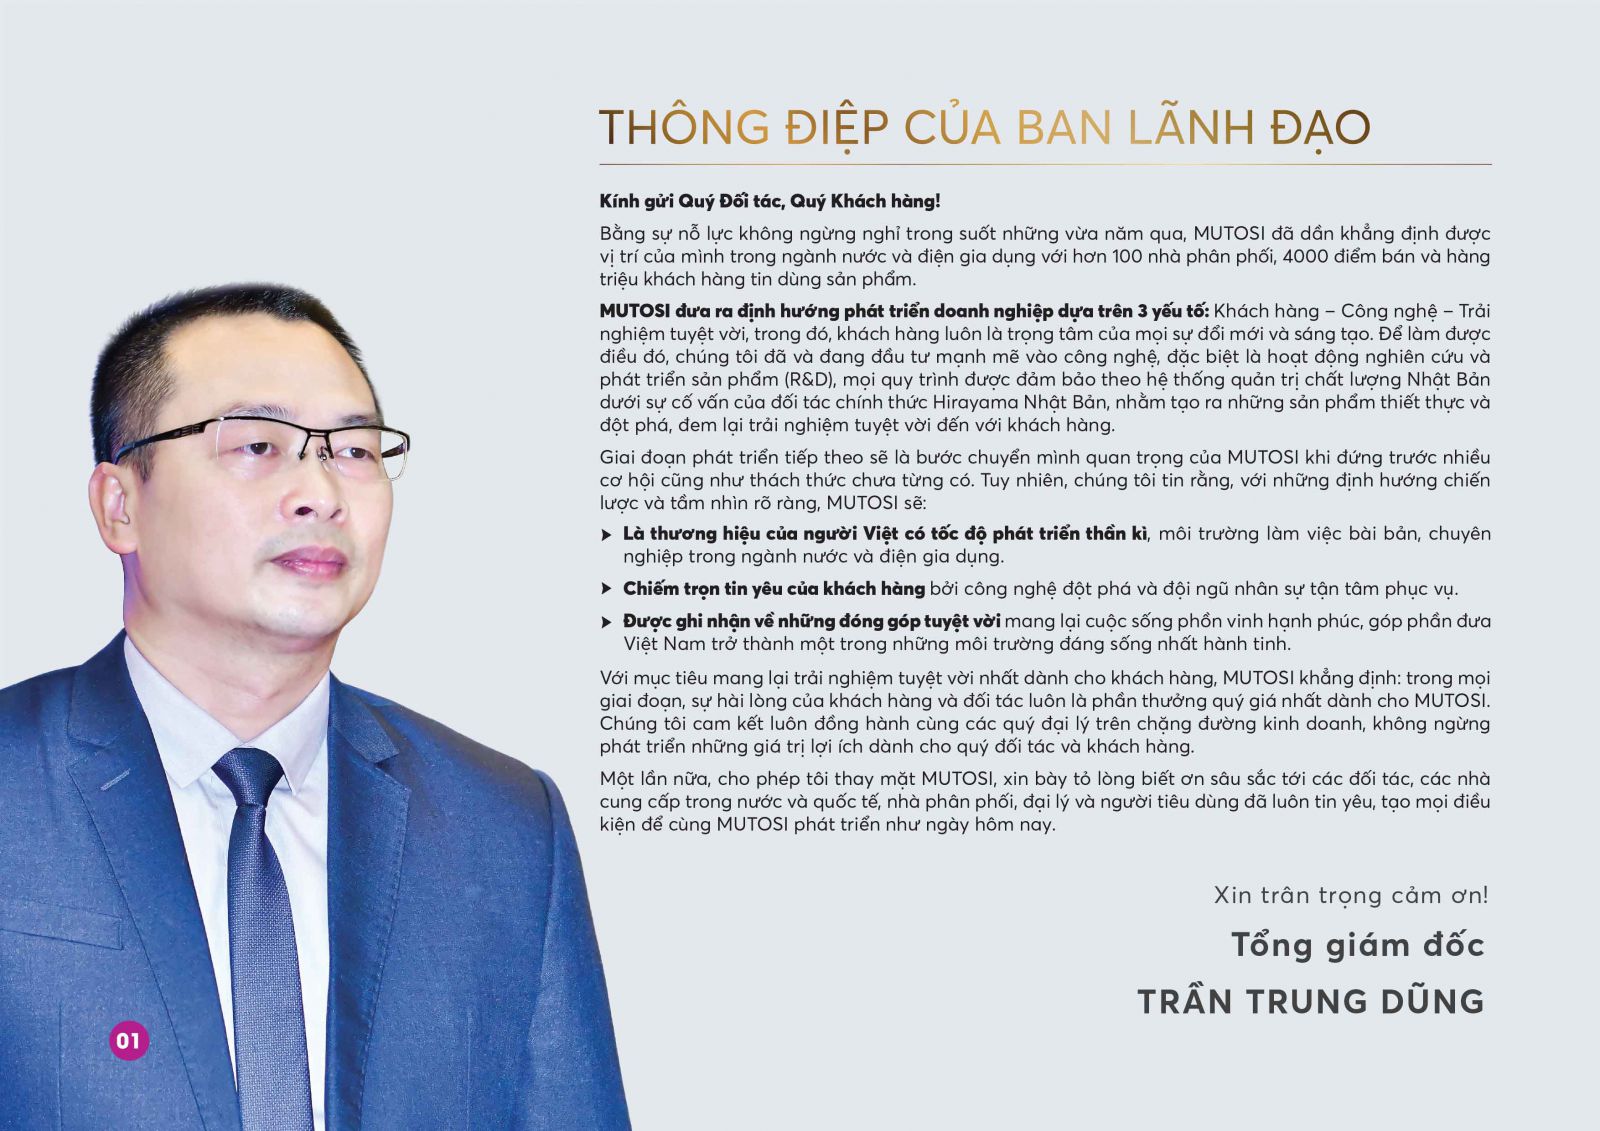 THÔNG ĐIỆP CỦA BAN LÃNH ĐẠO
Kính gửi Quý Đối tác, Quý Khách hàng!
Bằng sự nỗ lực không ngừng nghỉ trong suốt những vừa năm qua, MUTOSI đã dần khẳng định được
vị trí của mình trong ngành nước và điện gia dụng với hơn 100 nhà phân phối, 4000 điểm bán và hàng
triệu khách hàng tin dùng sản phẩm.
MUTOSI đưa ra định hướng phát triển doanh nghiệp dựa trên 3 yếu tố: Khách hàng – Công nghệ – Trải
nghiệm tuyệt vời, trong đó, khách hàng luôn là trọng tâm của mọi sự đổi mới và sáng tạo. Để làm được
điều đó, chúng tôi đã và đang đầu tư mạnh mẽ vào công nghệ, đặc biệt là hoạt động nghiên cứu và
phát triển sản phẩm (R&D), mọi quy trình được đảm bảo theo hệ thống quản trị chất lượng Nhật Bản
dưới sự cố vấn của đối tác chính thức Hirayama Nhật Bản, nhằm tạo ra những sản phẩm thiết thực và
đột phá, đem lại trải nghiệm tuyệt vời đến với khách hàng.
Giai đoạn phát triển tiếp theo sẽ là bước chuyển mình quan trọng của MUTOSI khi đứng trước nhiều
cơ hội cũng như thách thức chưa từng có. Tuy nhiên, chúng tôi tin rằng, với những định hướng chiến
lược và tầm nhìn rõ ràng, MUTOSI sẽ:
Là thương hiệu của người Việt có tốc độ phát triển thần kì, môi trường làm việc bài bản, chuyên
nghiệp trong ngành nước và điện gia dụng.
Chiếm trọn tin yêu của khách hàng bởi công nghệ đột phá và đội ngũ nhân sự tận tâm phục vụ.
Được ghi nhận về những đóng góp tuyệt vời mang lại cuộc sống phồn vinh hạnh phúc, góp phần đưa
Việt Nam trở thành một trong những môi trường đáng sống nhất hành tinh.
Với mục tiêu mang lại trải nghiệm tuyệt vời nhất dành cho khách hàng, MUTOSI khẳng định: trong mọi
giai đoạn, sự hài lòng của khách hàng và đối tác luôn là phần thưởng quý giá nhất dành cho MUTOSI.
Chúng tôi cam kết luôn đồng hành cùng các quý đại lý trên chặng đường kinh doanh, không ngừng
phát triển những giá trị lợi ích dành cho quý đối tác và khách hàng.
Một lần nữa, cho phép tôi thay mặt MUTOSI, xin bày tỏ lòng biết ơn sâu sắc tới các đối tác, các nhà
cung cấp trong nước và quốc tế, nhà phân phối, đại lý và người tiêu dùng đã luôn tin yêu, tạo mọi điều
kiện để cùng MUTOSI phát triển như ngày hôm nay.
Xin trân trọng cảm ơn!
Tổng giám đốc
TRẦN TRUNG DŨNG
01